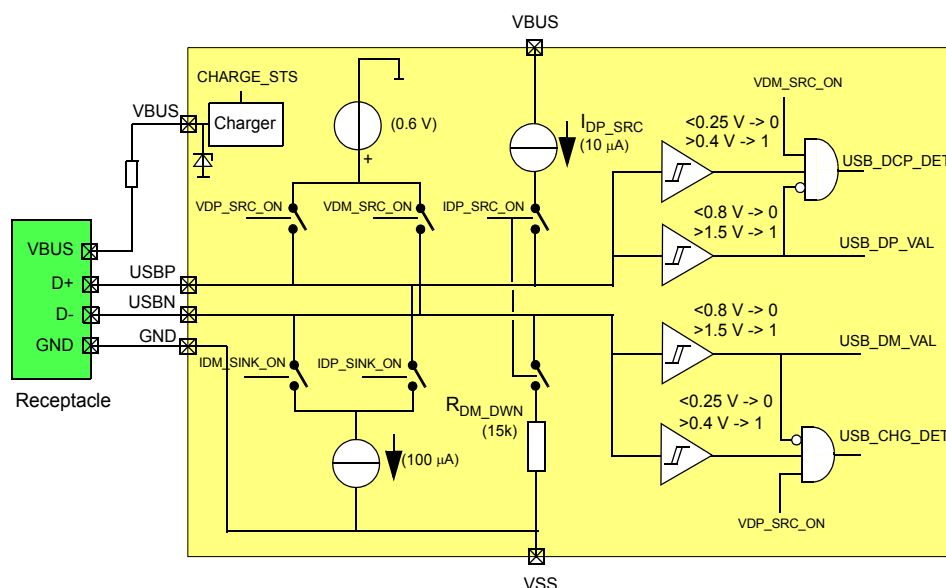 VBUS
CHARGE_STS
VBUS
Charger
(0.6 V)
+
I_DP_SRC
(10 µA)
VDM_SRC_ON
<0.25 V -> 0
>0.4 V -> 1
USB_DCP_DET
VDP_SRC_ON
VDM_SRC_ON
IDP_SRC_ON
<0.8 V -> 0
>1.5 V -> 1
USB_DP_VAL
VBUS
D+
D-
GND
USBP
USBN
GND
Receptacle
IDM_SINK_ON
IDP_SINK_ON
R_DM_DWN
(15k)
(100 µA)
<0.8 V -> 0
>1.5 V -> 1
USB_DM_VAL
<0.25 V -> 0
>0.4 V -> 1
USB_CHG_DET
VDP_SRC_ON
VSS